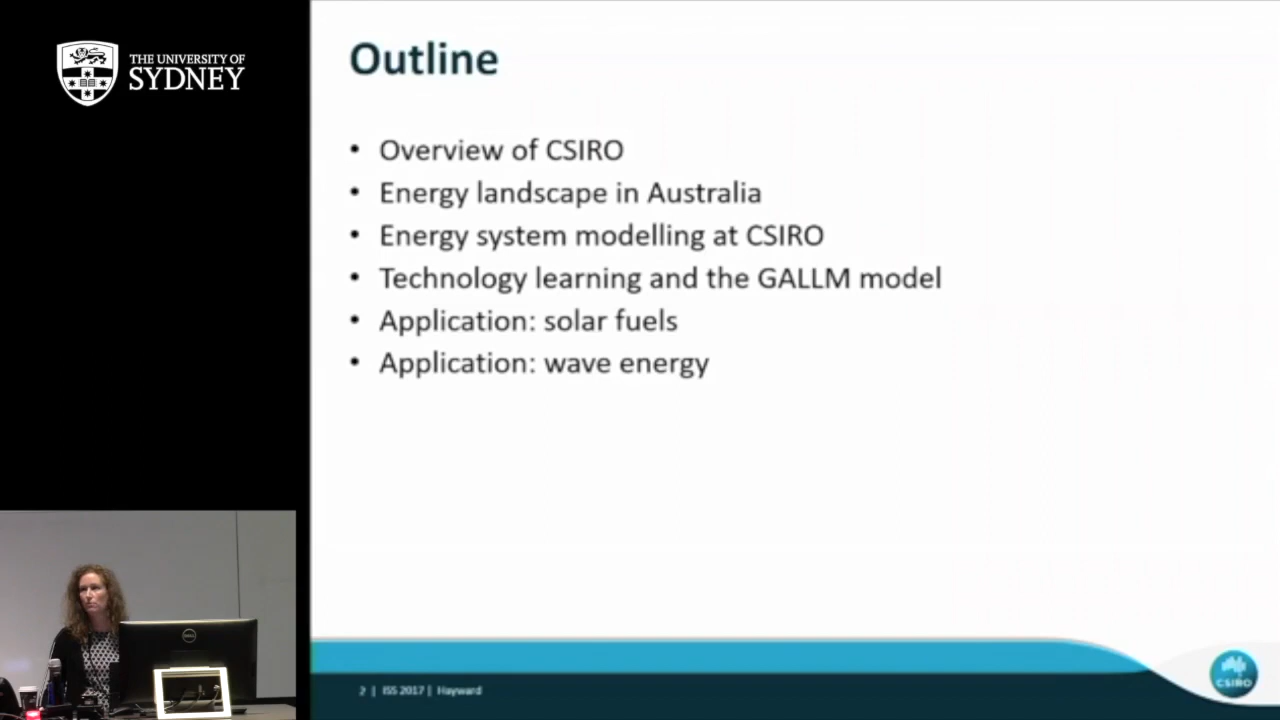 THE UNIVERSITY OF
SYDNEY
Outline
• Overview of CSIRO
• Energy landscape in Australia
• Energy system modelling at CSIRO
• Technology learning and the GALLM model
• Application: solar fuels
• Application: wave energy
2 | ISS 2017 | Hayward
CSIRO
DELL